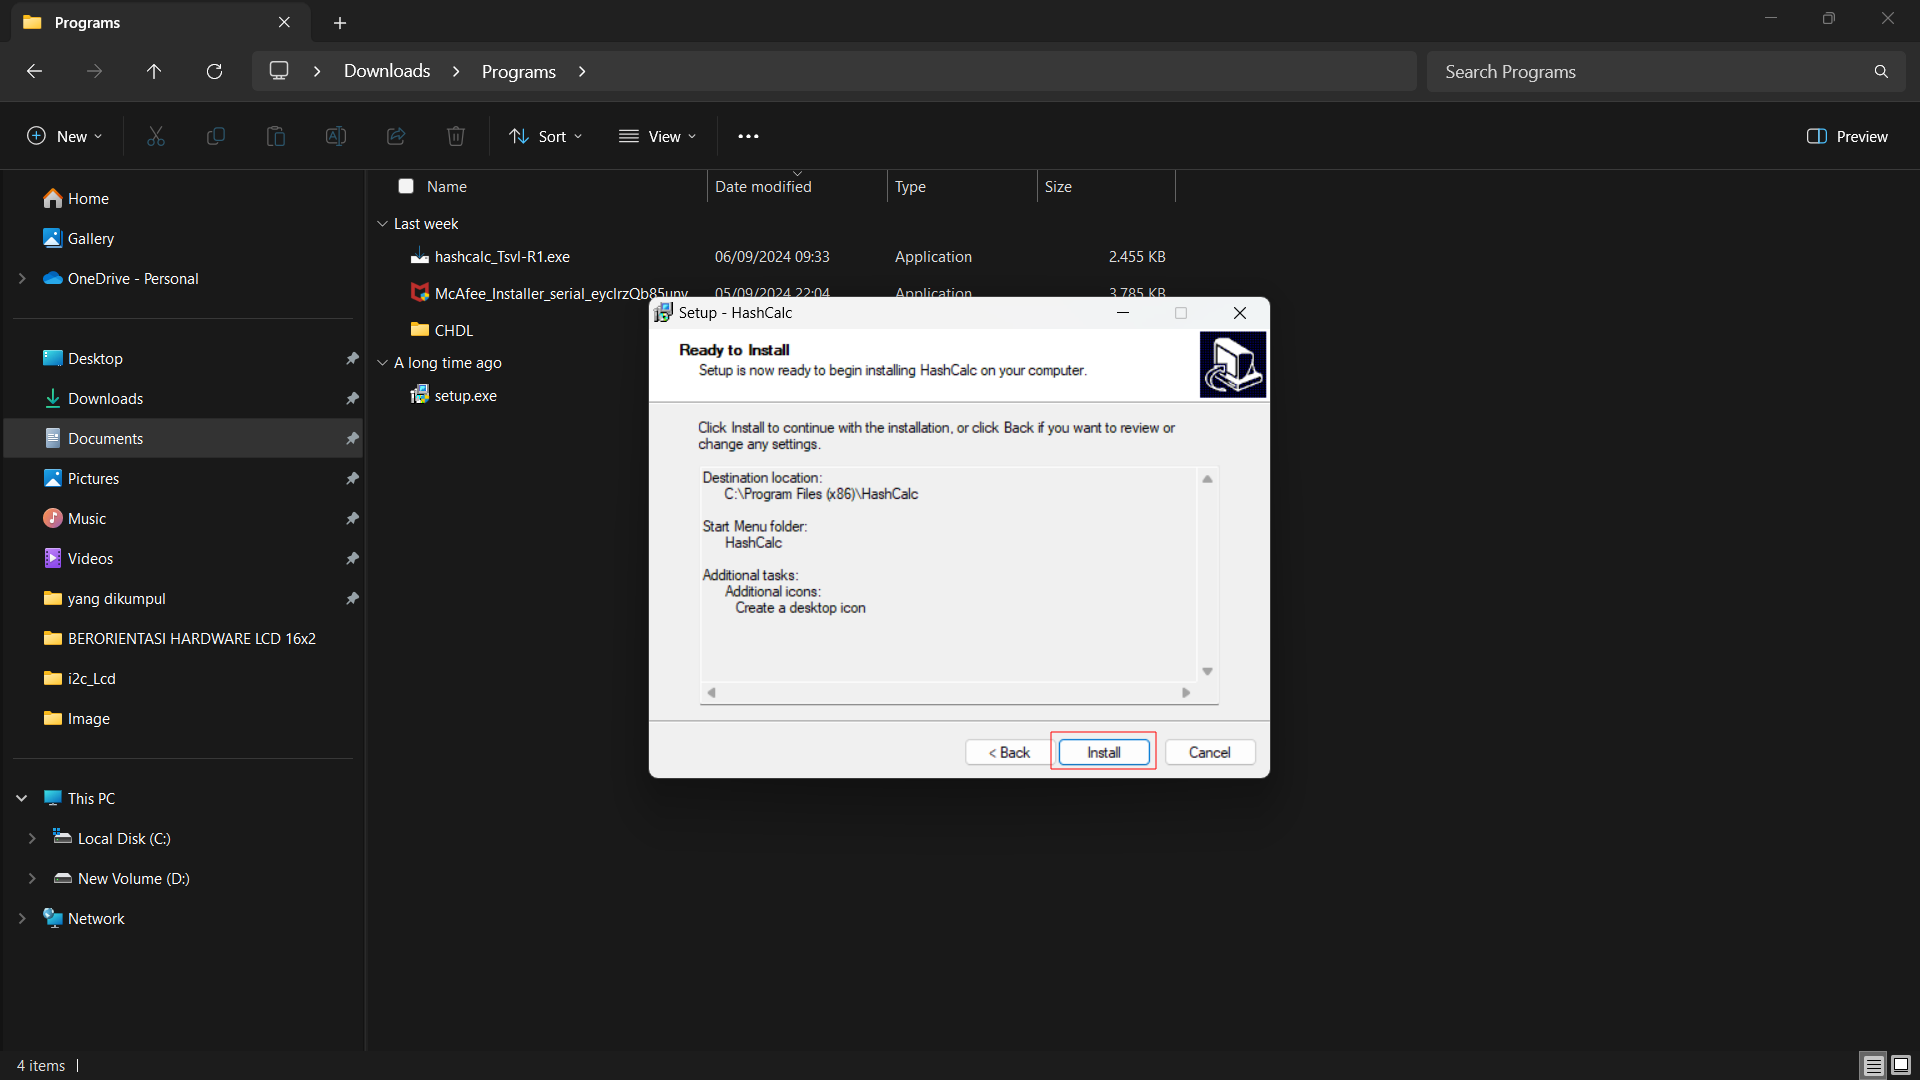 Programs
Downloads
Programs
Search Programs
New
Sort
View
Preview
Home
Gallery
OneDrive - Personal
Desktop
Downloads
Documents
Pictures
Music
Videos
yang dikumpul
BERORIENTASI HARDWARE LCD 16x2
i2c_Lcd
Image
This PC
Local Disk (C:)
New Volume (D:)
Network
Name Date modified Type Size
Last week
hashcalc_Tsvl-R1.exe 06/09/2024 09:33 Application 2.455 KB
05/09/2024 22:04 Application 3.785 KB
CHDL
A long time ago
setup.exe
Setup - HashCalc
Ready to Install
Setup is now ready to begin installing HashCalc on your computer.
Click Install to continue with the installation, or click Back if you want to review or
change any settings.
Destination location:
C:\Program Files (x86)\HashCalc
Start Menu folder:
HashCalc
Additional tasks:
Additional icons:
Create a desktop icon
< Back
Install
Cancel
4 items